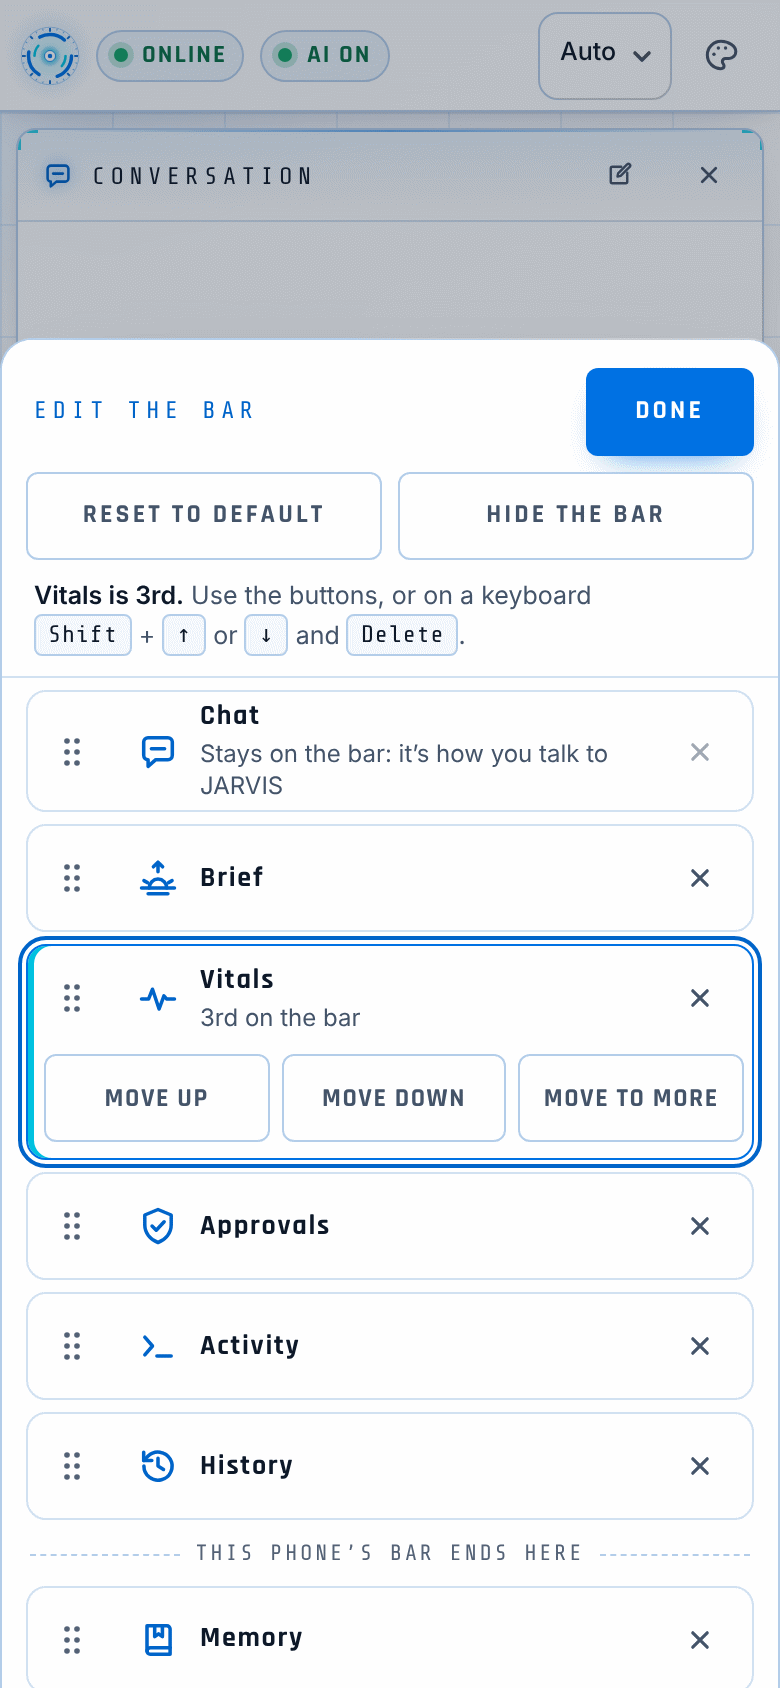 ONLINE
AI ON
Auto
CONVERSATION
EDIT THE BAR
DONE
RESET TO DEFAULT
HIDE THE BAR
Vitals is 3rd. Use the buttons, or on a keyboard
Shift + ↑ or ↓ and Delete.
Chat
Stays on the bar: it’s how you talk to
JARVIS
Brief
Vitals
3rd on the bar
MOVE UP
MOVE DOWN
MOVE TO MORE
Approvals
Activity
History
THIS PHONE’S BAR ENDS HERE
Memory